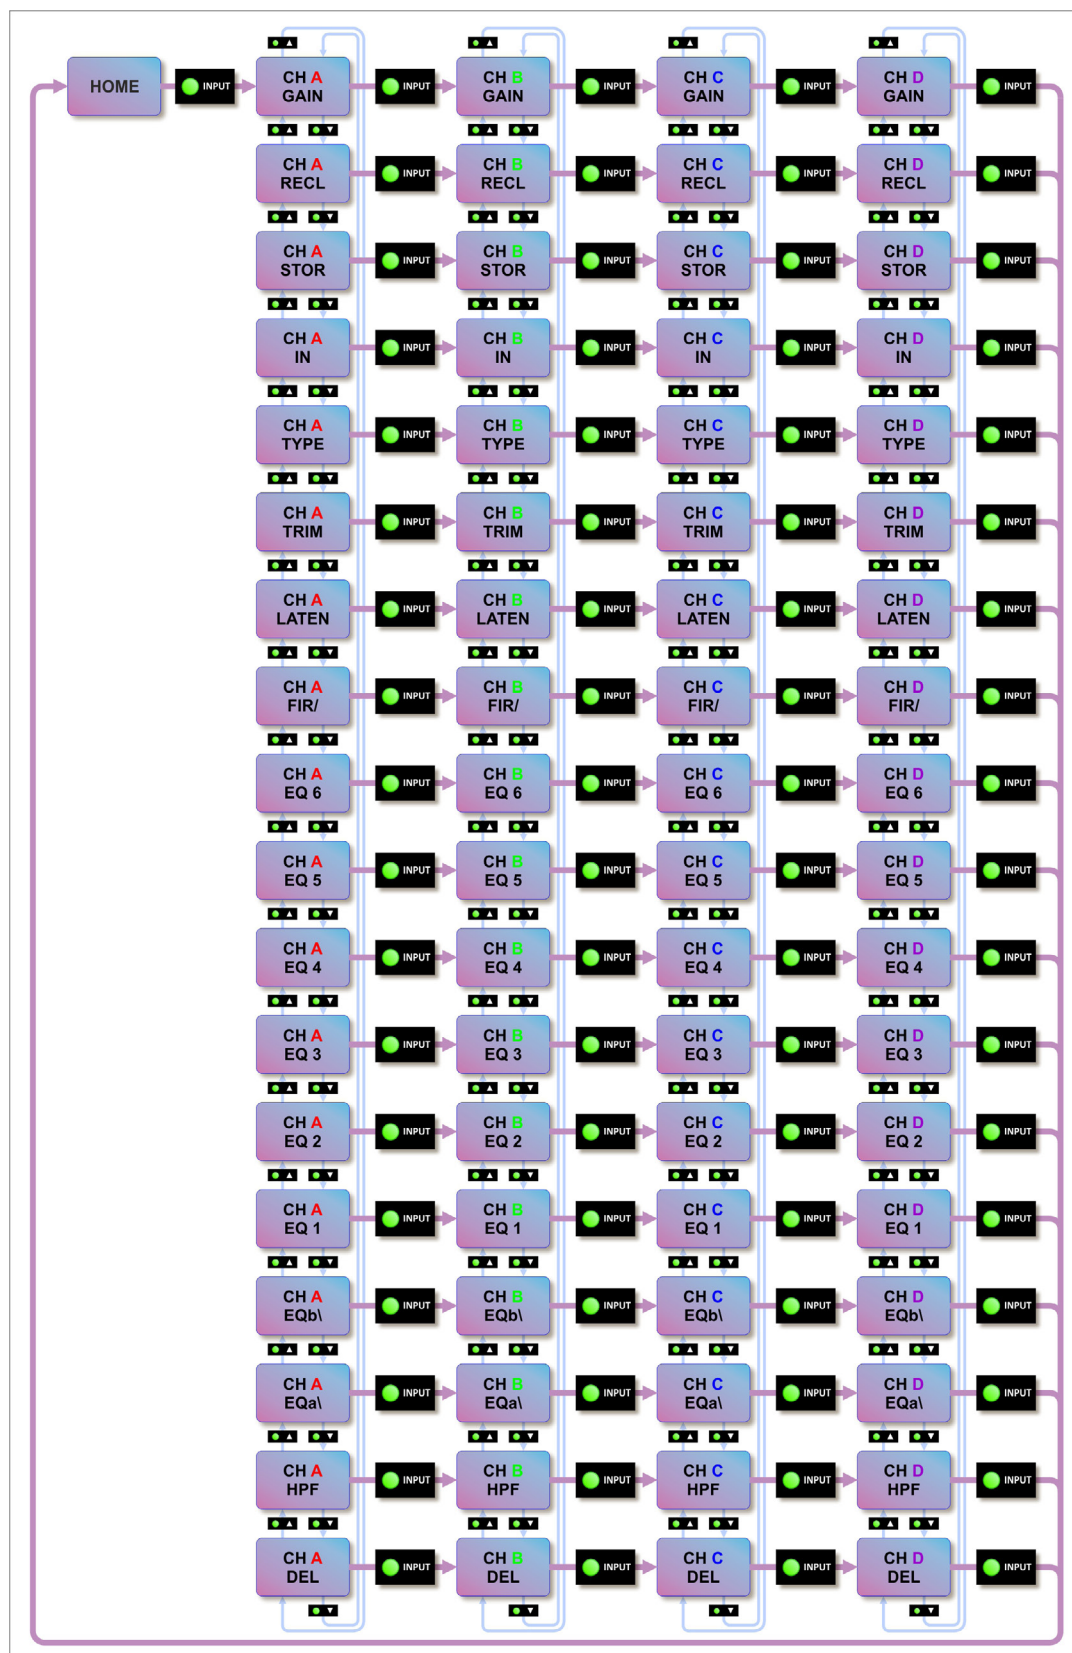 HOME INPUT CH A GAIN INPUT CH B GAIN INPUT CH C GAIN INPUT CH D GAIN INPUT
CH A RECL INPUT CH B RECL INPUT CH C RECL INPUT CH D RECL INPUT
CH A STOR INPUT CH B STOR INPUT CH C STOR INPUT CH D STOR INPUT
CH A IN INPUT CH B IN INPUT CH C IN INPUT CH D IN INPUT
CH A TYPE INPUT CH B TYPE INPUT CH C TYPE INPUT CH D TYPE INPUT
CH A TRIM INPUT CH B TRIM INPUT CH C TRIM INPUT CH D TRIM INPUT
CH A LATEN INPUT CH B LATEN INPUT CH C LATEN INPUT CH D LATEN INPUT
CH A FIR/ INPUT CH B FIR/ INPUT CH C FIR/ INPUT CH D FIR/ INPUT
CH A EQ 6 INPUT CH B EQ 6 INPUT CH C EQ 6 INPUT CH D EQ 6 INPUT
CH A EQ 5 INPUT CH B EQ 5 INPUT CH C EQ 5 INPUT CH D EQ 5 INPUT
CH A EQ 4 INPUT CH B EQ 4 INPUT CH C EQ 4 INPUT CH D EQ 4 INPUT
CH A EQ 3 INPUT CH B EQ 3 INPUT CH C EQ 3 INPUT CH D EQ 3 INPUT
CH A EQ 2 INPUT CH B EQ 2 INPUT CH C EQ 2 INPUT CH D EQ 2 INPUT
CH A EQ 1 INPUT CH B EQ 1 INPUT CH C EQ 1 INPUT CH D EQ 1 INPUT
CH A EQb\ INPUT CH B EQb\ INPUT CH C EQb\ INPUT CH D EQb\ INPUT
CH A EQa\ INPUT CH B EQa\ INPUT CH C EQa\ INPUT CH D EQa\ INPUT
CH A HPF INPUT CH B HPF INPUT CH C HPF INPUT CH D HPF INPUT
CH A DEL INPUT CH B DEL INPUT CH C DEL INPUT CH D DEL INPUT